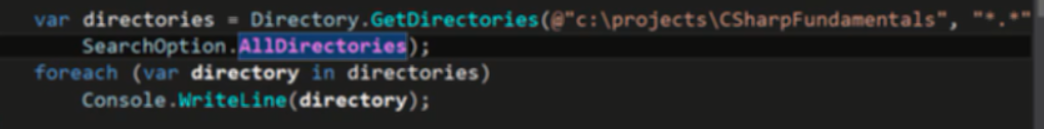 var directories = Directory.GetDirectories(@"c:\projects\CSharpFundamentals", "*.*"
SearchOption.AllDirectories);
foreach (var directory in directories)
Console.WriteLine(directory);